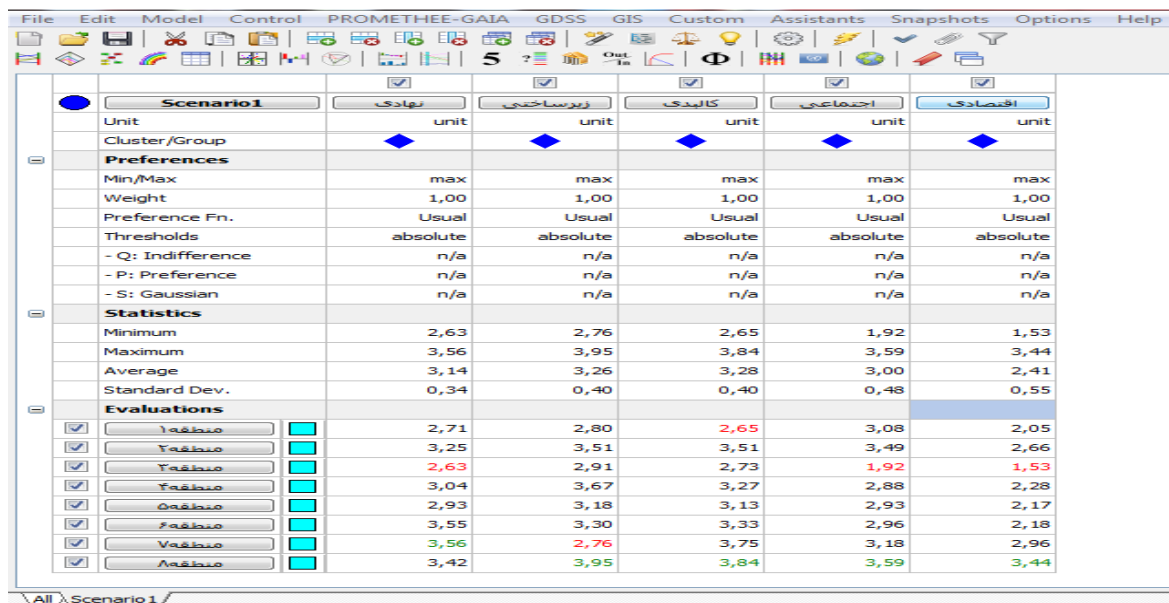 File Edit Model Control PROMETHEE-GAIA GDSS GIS Custom Assistants Snapshots Options Help
Scenario1 نهادی زیرساختی کالبدی اجتماعی اقتصادی
Unit unit unit unit unit unit
Cluster/Group
Preferences
Min/Max max max max max max
Weight 1,00 1,00 1,00 1,00 1,00
Preference Fn. Usual Usual Usual Usual Usual
Thresholds absolute absolute absolute absolute absolute
- Q: Indifference n/a n/a n/a n/a n/a
- P: Preference n/a n/a n/a n/a n/a
- S: Gaussian n/a n/a n/a n/a n/a
Statistics
Minimum 2,63 2,76 2,65 1,92 1,53
Maximum 3,56 3,95 3,84 3,59 3,44
Average 3,14 3,26 3,28 3,00 2,41
Standard Dev. 0,34 0,40 0,40 0,48 0,55
Evaluations
منطقه۱ 2,71 2,80 2,65 3,08 2,05
منطقه۲ 3,25 3,51 3,51 3,49 2,66
منطقه۳ 2,63 2,91 2,73 1,92 1,53
منطقه۴ 3,04 3,67 3,27 2,88 2,28
منطقه۵ 2,93 3,18 3,13 2,93 2,17
منطقه۶ 3,55 3,30 3,33 2,96 2,18
منطقه۷ 3,56 2,76 3,75 3,18 2,96
منطقه۸ 3,42 3,95 3,84 3,59 3,44
All Scenario1